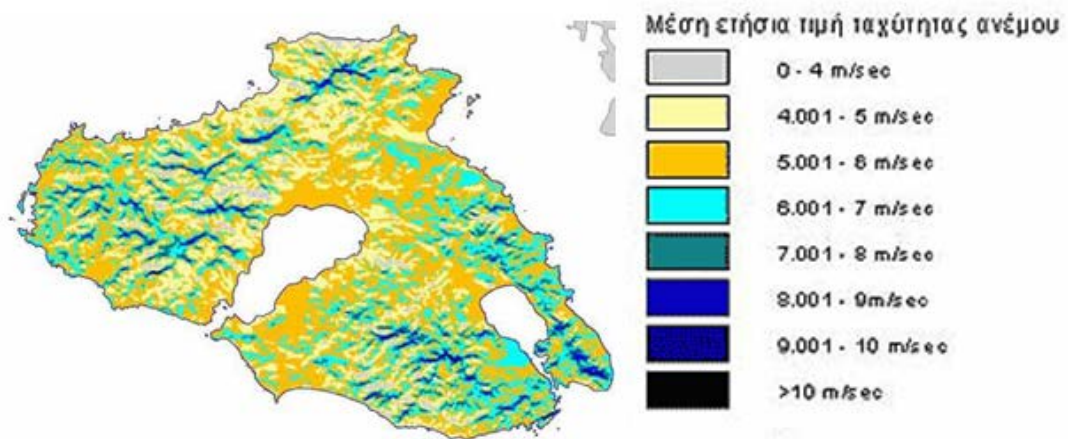 Μέση ετήσια τιμή ταχύτητας ανέμου
0 - 4 m/sec
4.001 - 5 m/sec
5.001 - 6 m/sec
6.001 - 7 m/sec
7.001 - 8 m/sec
8.001 - 9m/sec
9.001 - 10 m/sec
>10 m/sec